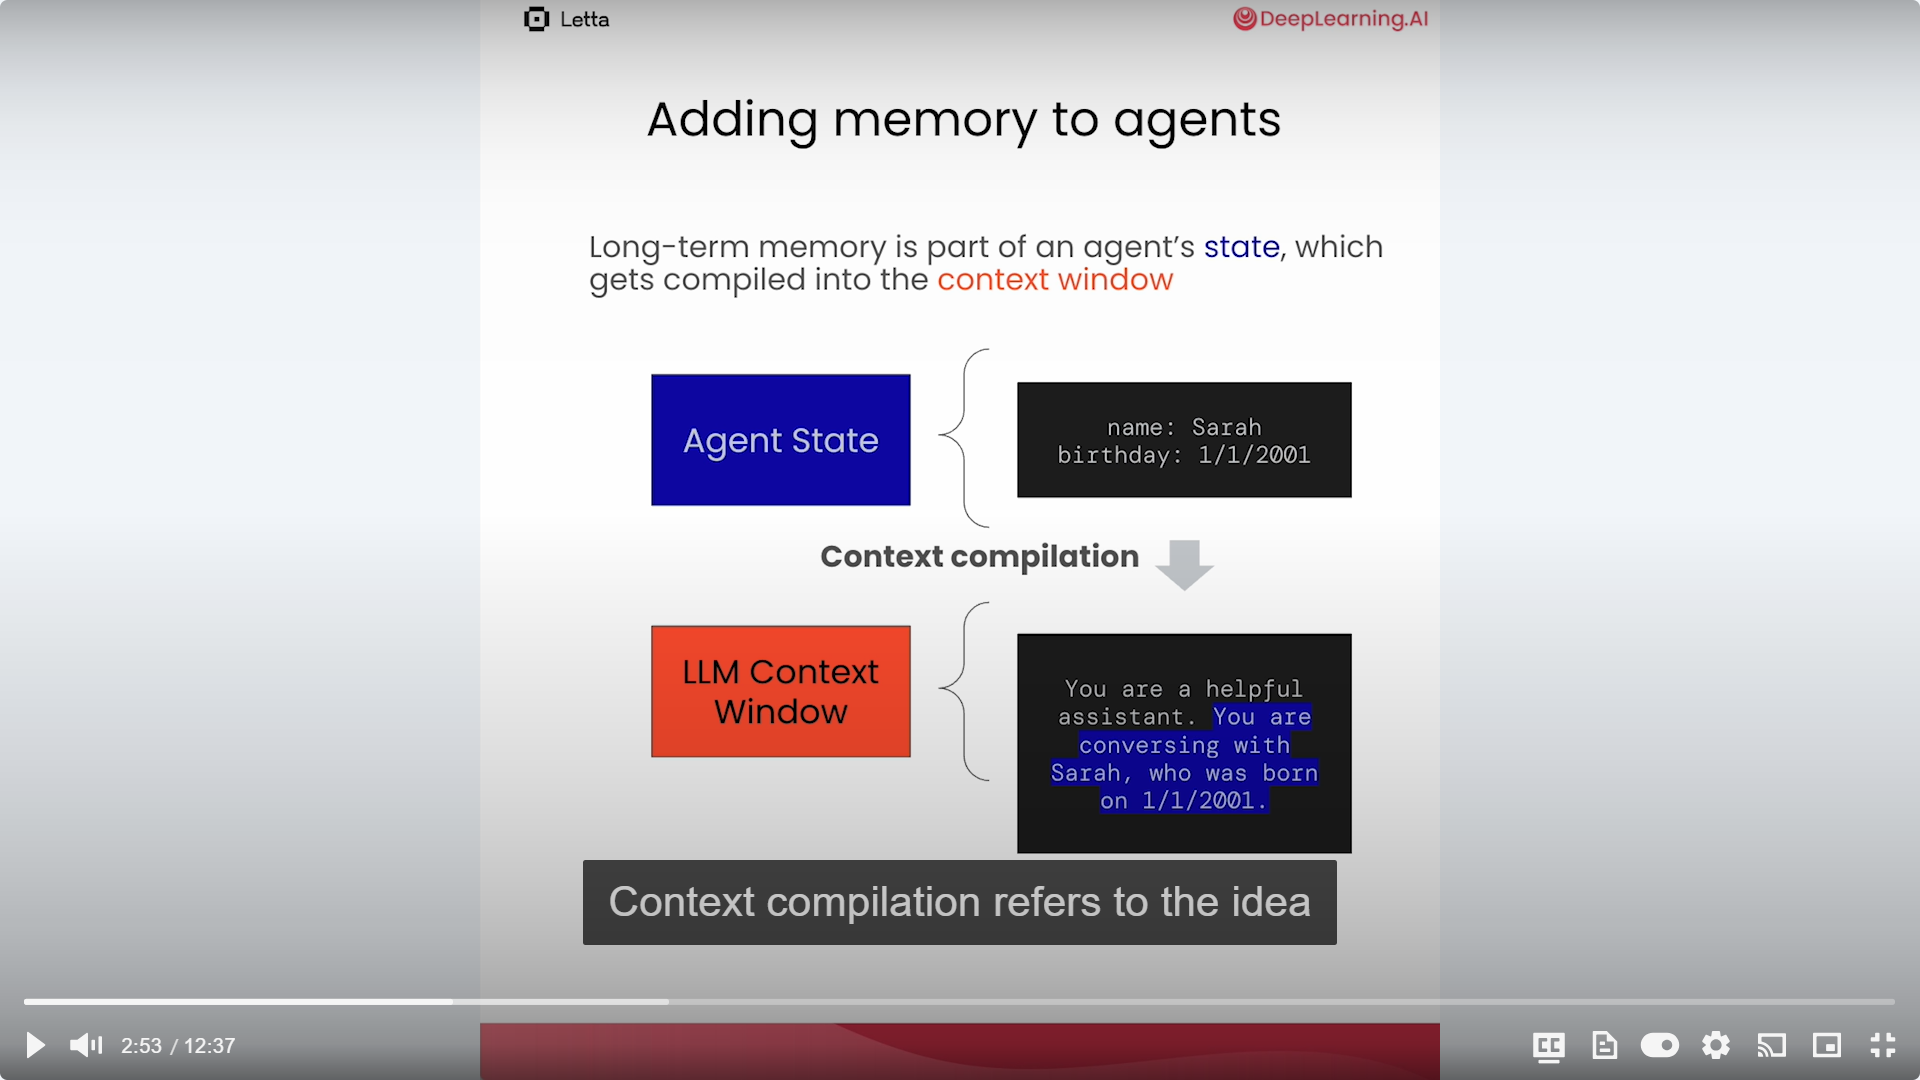 Letta
DeepLearning.AI
Adding memory to agents
Long-term memory is part of an agent's state, which
gets compiled into the context window
Agent State
name: Sarah
birthday: 1/1/2001
Context compilation
LLM Context
Window
You are a helpful
assistant. You are
conversing with
Sarah, who was born
on 1/1/2001.
Context compilation refers to the idea
2:53 / 12:37
CC